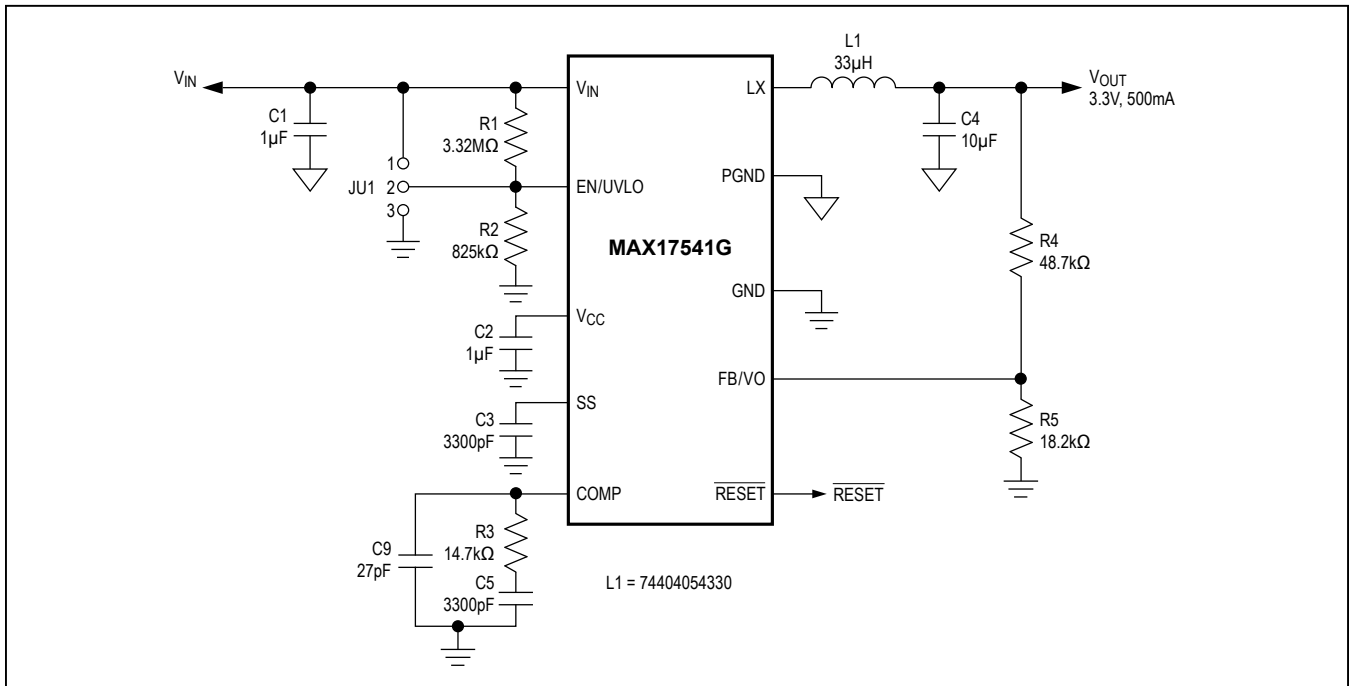 L1
33µH
VIN
VIN
LX
VOUT
3.3V, 500mA
C1
1µF
R1
3.32MΩ
C4
10µF
1
JU1 2
3
EN/UVLO
PGND
R2
825kΩ
MAX17541G
R4
48.7kΩ
GND
VCC
C2
1µF
FB/VO
SS
C3
3300pF
R5
18.2kΩ
COMP
RESET
RESET
R3
14.7kΩ
C9
27pF
C5
3300pF
L1 = 74404054330